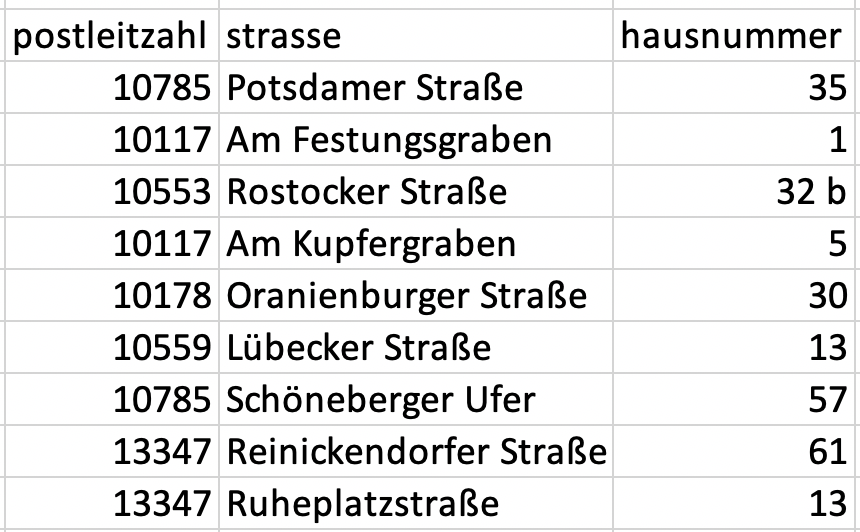 postleitzahl strasse hausnummer
10785 Potsdamer Straße 35
10117 Am Festungsgraben 1
10553 Rostocker Straße 32 b
10117 Am Kupfergraben 5
10178 Oranienburger Straße 30
10559 Lübecker Straße 13
10785 Schöneberger Ufer 57
13347 Reinickendorfer Straße 61
13347 Ruheplatzstraße 13